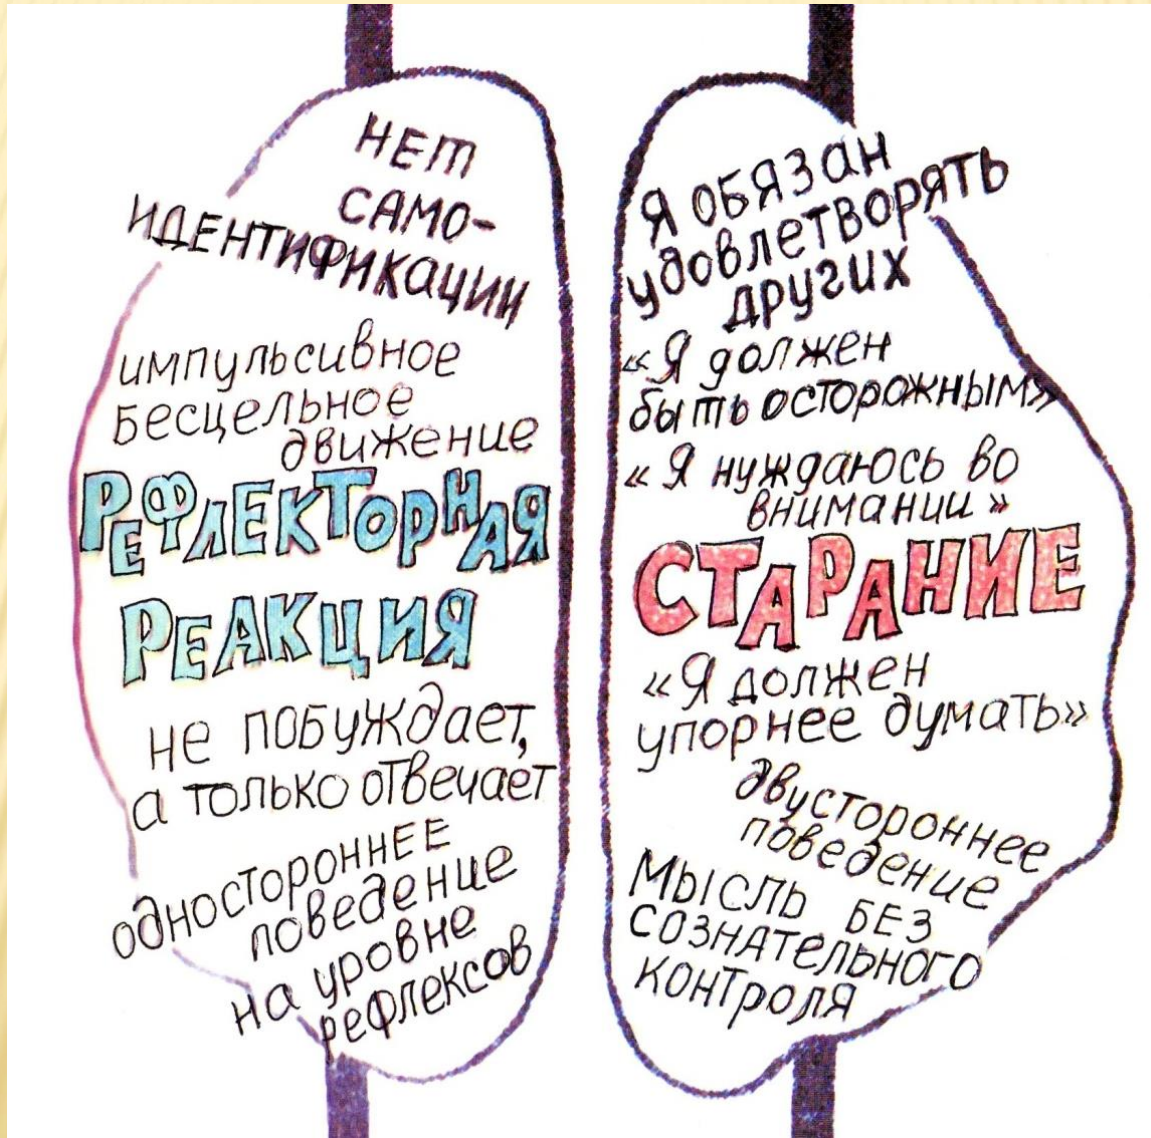 НЕТ
САМО-
ИДЕНТИФИКАЦИИ
импульсивное
бесцельное
движение
РЕФЛЕКТОРНАЯ
РЕАКЦИЯ
не побуждает,
а только отвечает
одностороннее
поведение
на уровне
рефлексов
Я ОБЯЗАН
удовлетворять
других
«Я должен
быть осторожным»
«Я нуждаюсь во
внимании»
СТАРАНИЕ
«Я должен
упорнее думать»
двустороннее
поведение
Мысль без
сознательного
контроля